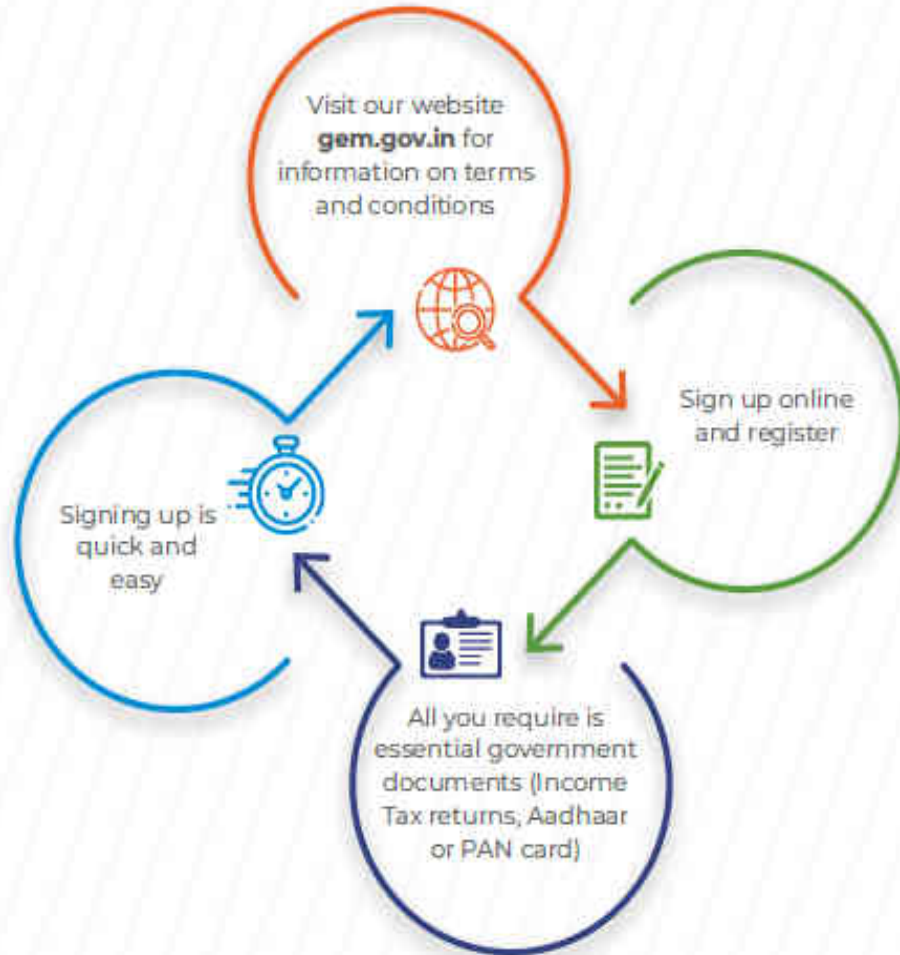 Visit our website
gem.gov.in for
information on terms
and conditions
Sign up online
and register
All you require is
essential government
documents (Income
Tax returns, Aadhaar
or PAN card)
Signing up is
quick and
easy